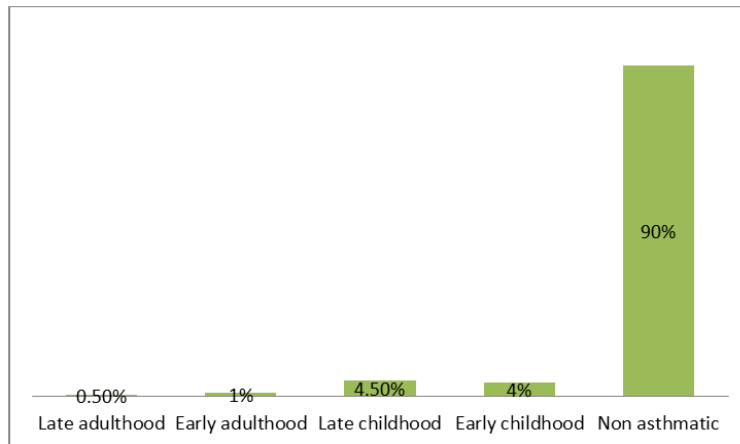 90%
0.50%
1%
4.50%
4%
Late adulthood
Early adulthood
Late childhood
Early childhood
Non asthmatic